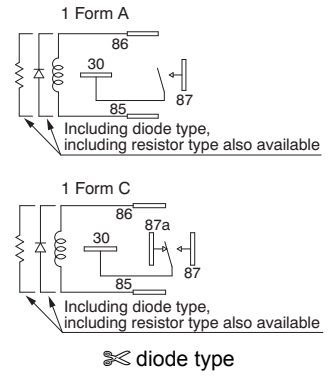 1 Form A
86
30
87
85
Including diode type,
including resistor type also available
1 Form C
86
87a
30
87
85
Including diode type,
including resistor type also available
✂ diode type